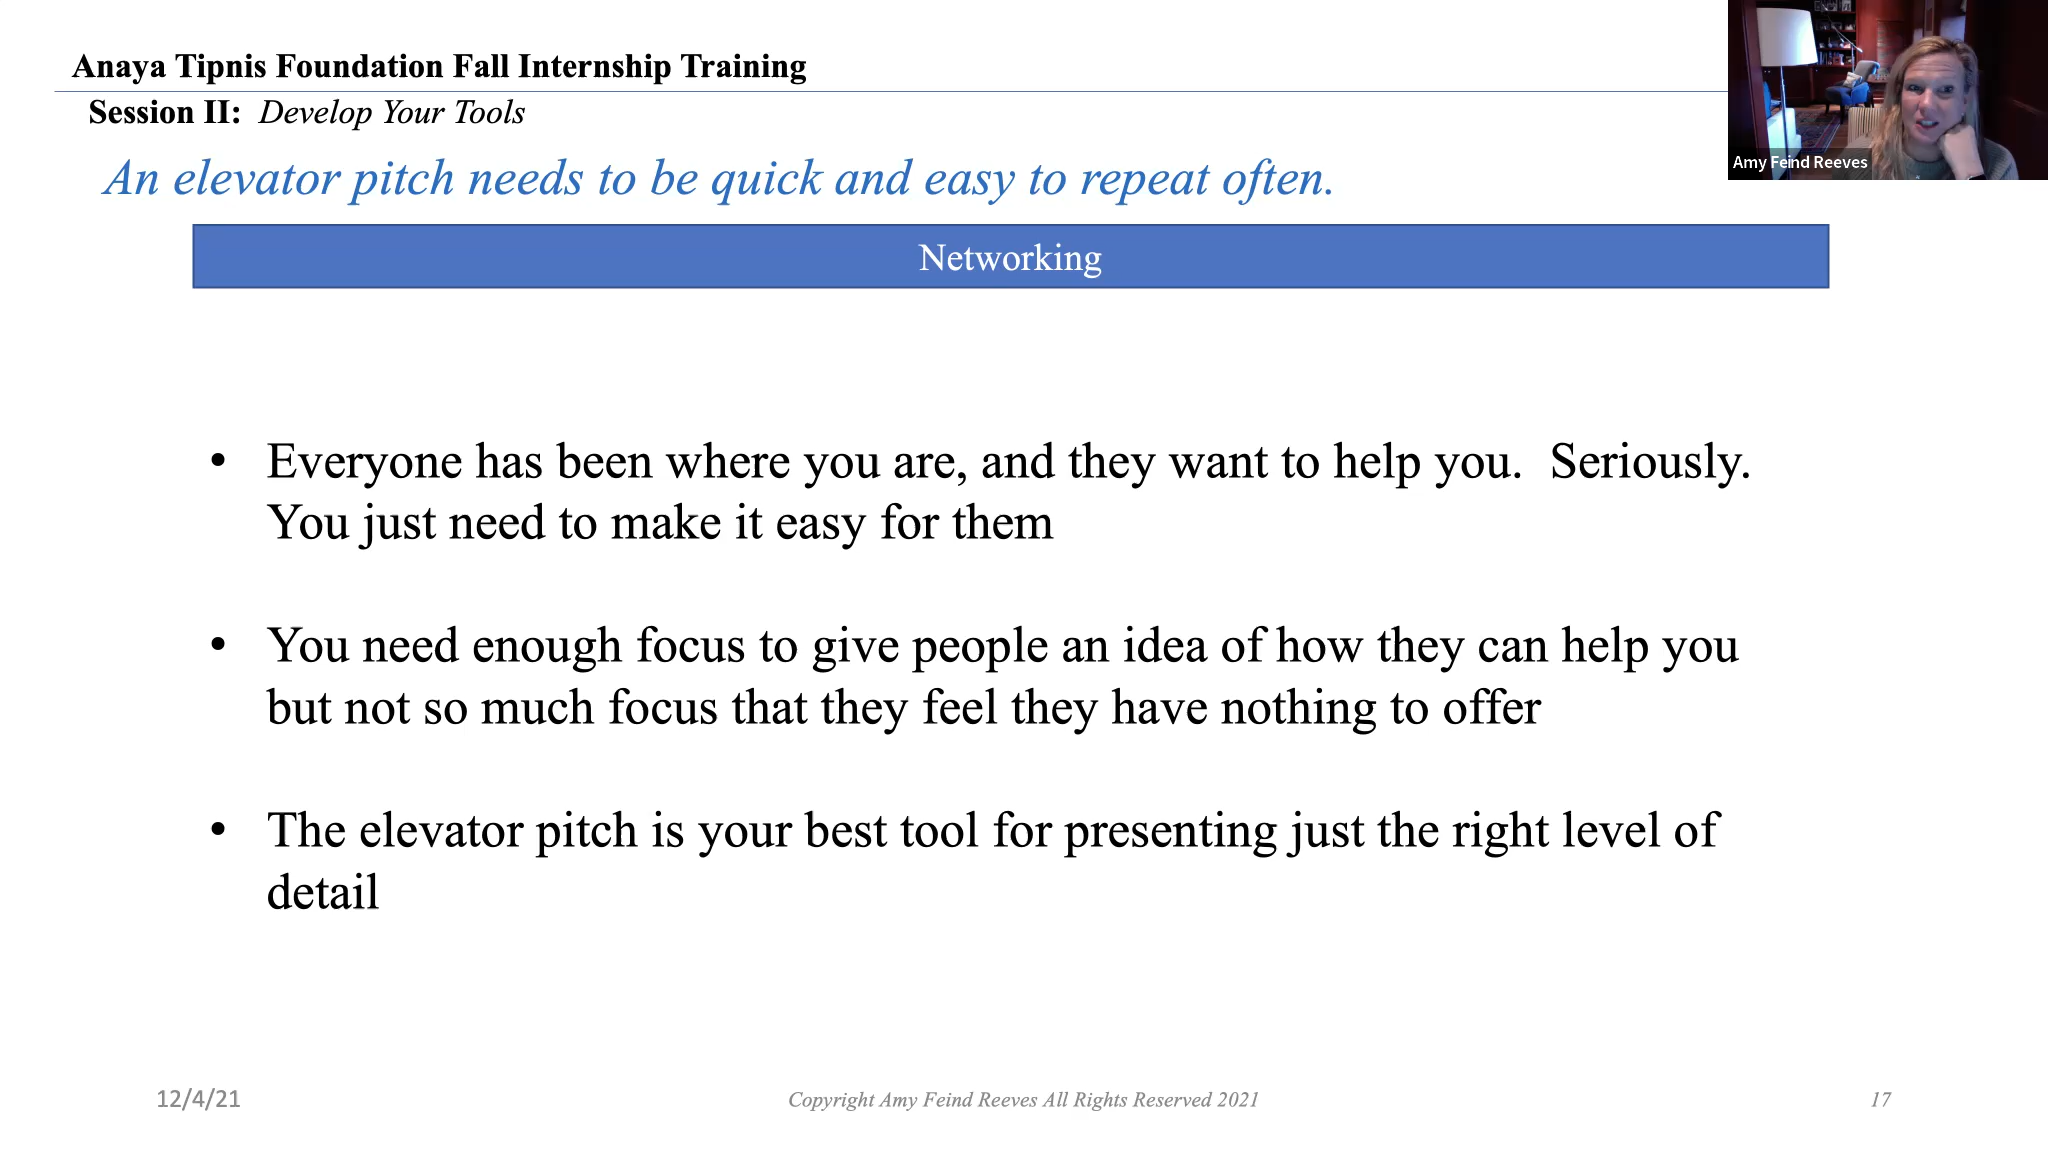 Anaya Tipnis Foundation Fall Internship Training
Session II:  Develop Your Tools
Amy Feind Reeves
An elevator pitch needs to be quick and easy to repeat often.
Networking
• Everyone has been where you are, and they want to help you.  Seriously.
You just need to make it easy for them
• You need enough focus to give people an idea of how they can help you
but not so much focus that they feel they have nothing to offer
• The elevator pitch is your best tool for presenting just the right level of
detail
12/4/21
Copyright Amy Feind Reeves All Rights Reserved 2021
17